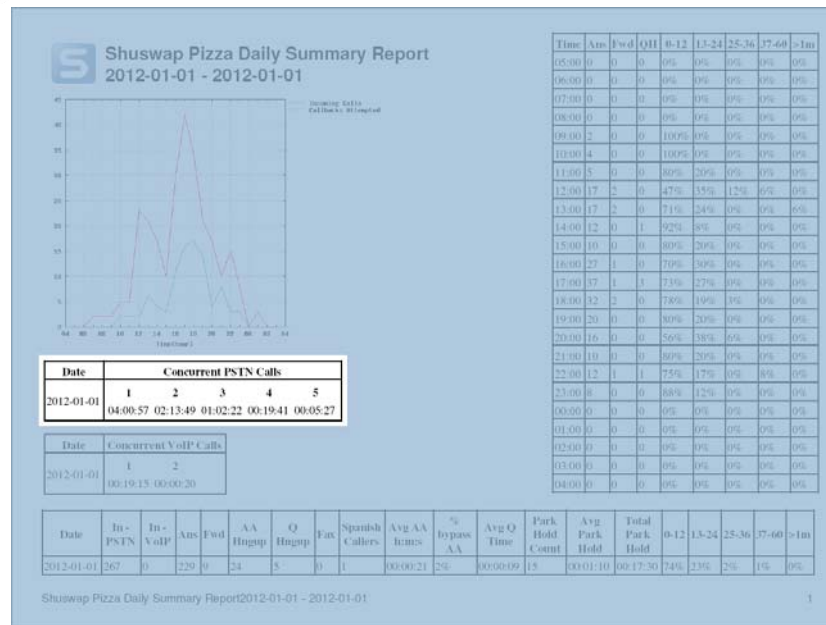 Shuswap Pizza Daily Summary Report
2012-01-01 - 2012-01-01
Incoming Calls
Callbacks Attempted
45
40
35
30
25
20
15
10
5
0
Time(hour)
Date Concurrent PSTN Calls
1 2 3 4 5
2012-01-01
04:00:57 02:13:49 01:02:22 00:19:41 00:05:27
Date Concurrent VoIP Calls
1 2
2012-01-01
00:19:15 00:00:20
Time Ans Fwd QH 0-12 13-24 25-36 37-60 >1m
05:00 0 0 0 0% 0% 0% 0% 0%
06:00 0 0 0 0% 0% 0% 0% 0%
07:00 0 0 0 0% 0% 0% 0% 0%
08:00 0 0 0 0% 0% 0% 0% 0%
09:00 2 0 0 100% 0% 0% 0% 0%
10:00 4 0 0 100% 0% 0% 0% 0%
11:00 5 0 0 80% 20% 0% 0% 0%
12:00 17 2 0 47% 35% 12% 6% 0%
13:00 17 2 0 71% 24% 0% 0% 6%
14:00 12 0 1 92% 8% 0% 0% 0%
15:00 10 0 0 80% 20% 0% 0% 0%
16:00 27 1 0 70% 30% 0% 0% 0%
17:00 37 1 3 73% 27% 0% 0% 0%
18:00 32 2 0 78% 19% 3% 0% 0%
19:00 20 0 0 80% 20% 0% 0% 0%
20:00 16 0 0 56% 38% 6% 0% 0%
21:00 10 0 0 80% 20% 0% 0% 0%
22:00 12 1 1 75% 17% 0% 8% 0%
23:00 8 0 0 88% 12% 0% 0% 0%
00:00 0 0 0 0% 0% 0% 0% 0%
01:00 0 0 0 0% 0% 0% 0% 0%
02:00 0 0 0 0% 0% 0% 0% 0%
03:00 0 0 0 0% 0% 0% 0% 0%
04:00 0 0 0 0% 0% 0% 0% 0%
Date In - PSTN In - VoIP Ans Fwd AA Hngup Q Hngup Fax Spanish Callers Avg AA h:m:s % bypass AA Avg Q Time Park Hold Count Avg Park Hold Total Park Hold 0-12 13-24 25-36 37-60 >1m
2012-01-01 267 0 229 9 24 5 0 1 00:00:21 2% 00:00:09 15 00:01:10 00:17:30 74% 23% 2% 1% 0%
Shuswap Pizza Daily Summary Report2012-01-01 - 2012-01-01 1